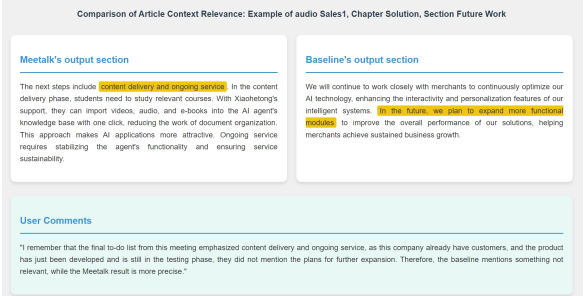 Comparison of Article Context Relevance: Example of audio Sales1, Chapter Solution, Section Future Work
Meetalk's output section
The next steps include content delivery and ongoing service. In the content
delivery phase, students need to study relevant courses. With Xiaohetong's
support, they can import videos, audio, and e-books into the AI agent's
knowledge base with one click, reducing the work of document organization.
This approach makes AI applications more attractive. Ongoing service
requires stabilizing the agent's functionality and ensuring service
sustainability.
Baseline's output section
We will continue to work closely with merchants to continuously optimize our
AI technology, enhancing the interactivity and personalization features of our
intelligent systems. In the future, we plan to expand more functional
modules to improve the overall performance of our solutions, helping
merchants achieve sustained business growth.
User Comments
"I remember that the final to-do list from this meeting emphasized content delivery and ongoing service, as this company already have customers, and the product
has just been developed and is still in the testing phase, they did not mention the plans for further expansion. Therefore, the baseline mentions something not
relevant, while the Meetalk result is more precise."